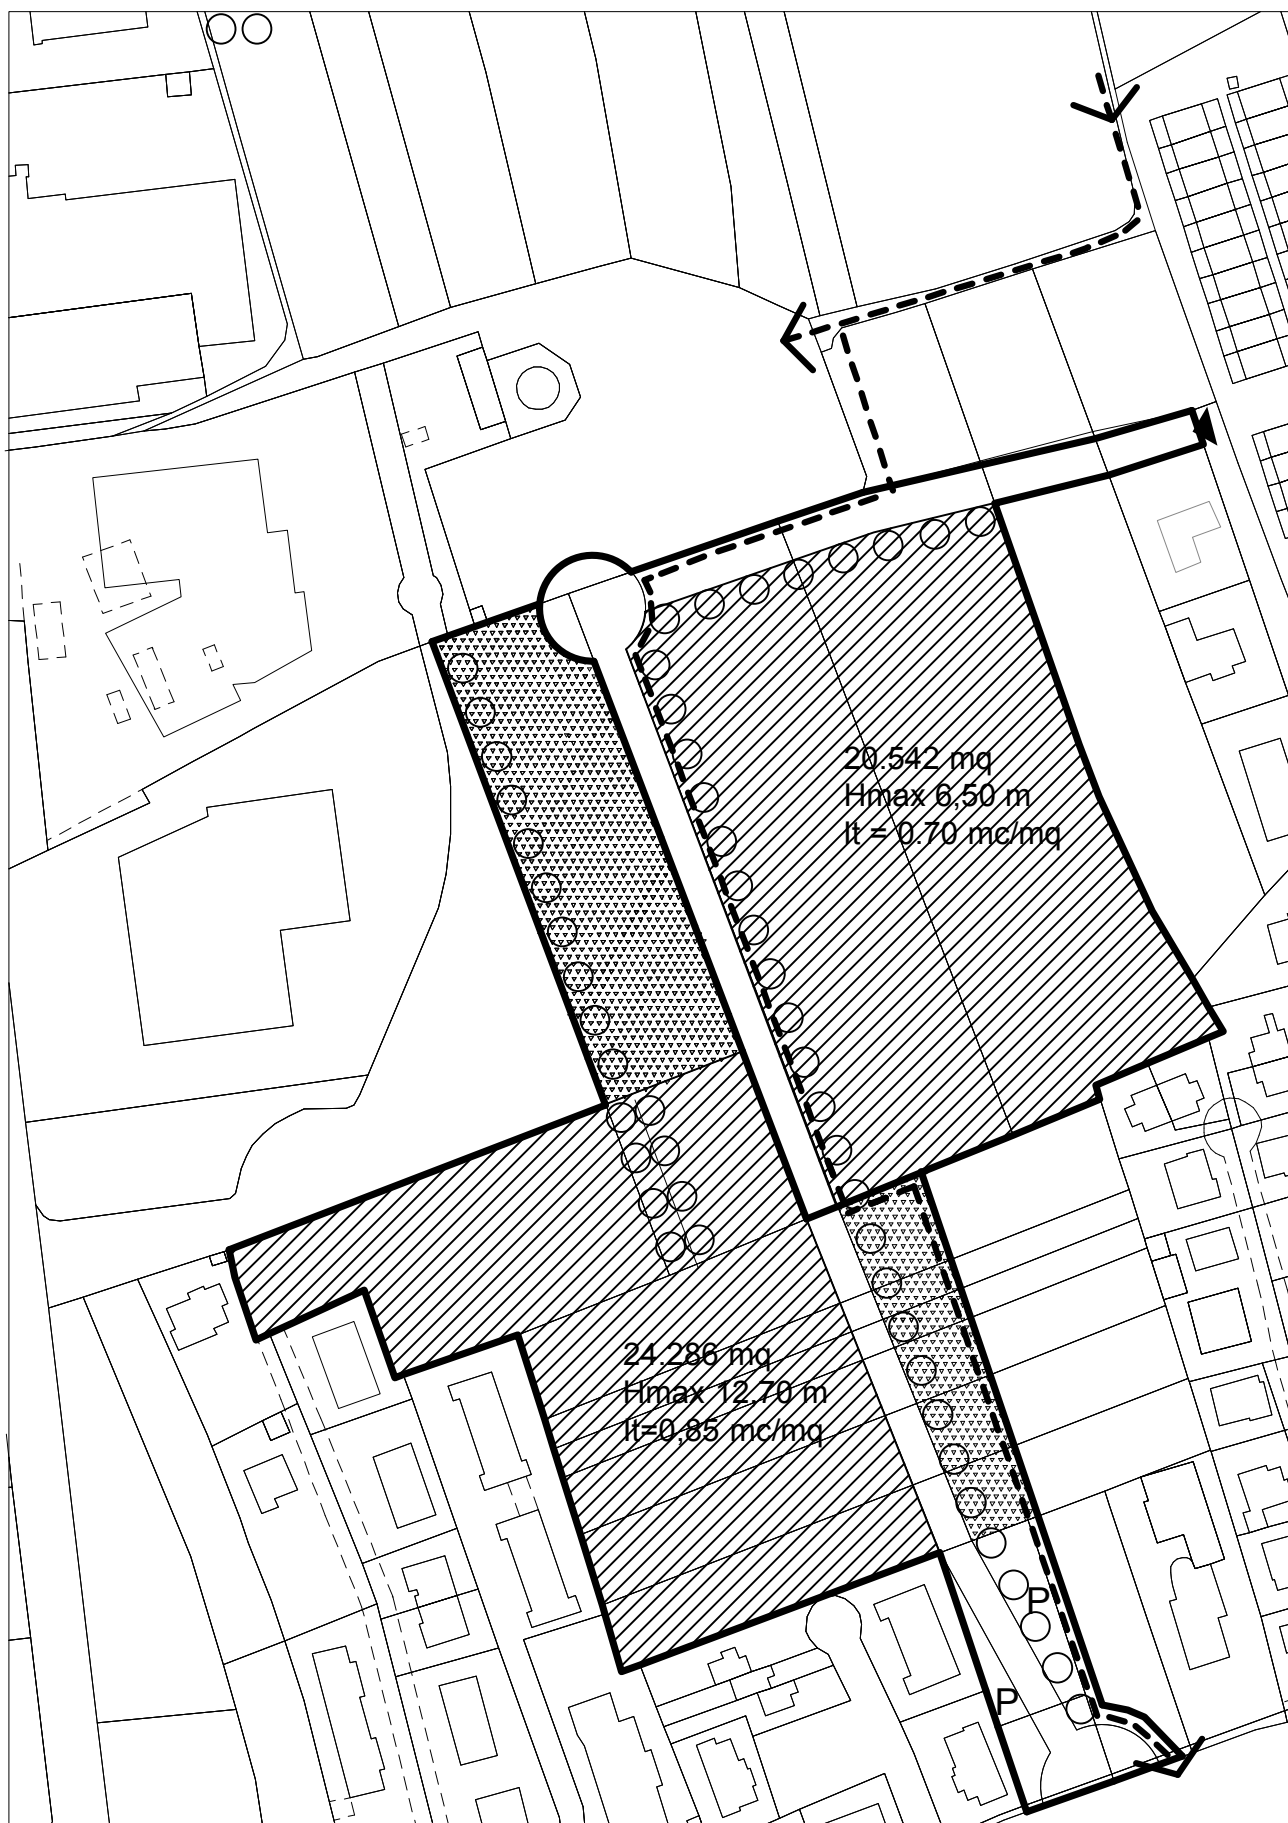 20.542 mq
Hmax 6,50 m
It = 0.70 mc/mq
24.286 mq
Hmax 12,70 m
It=0,85 mc/mq
P
P